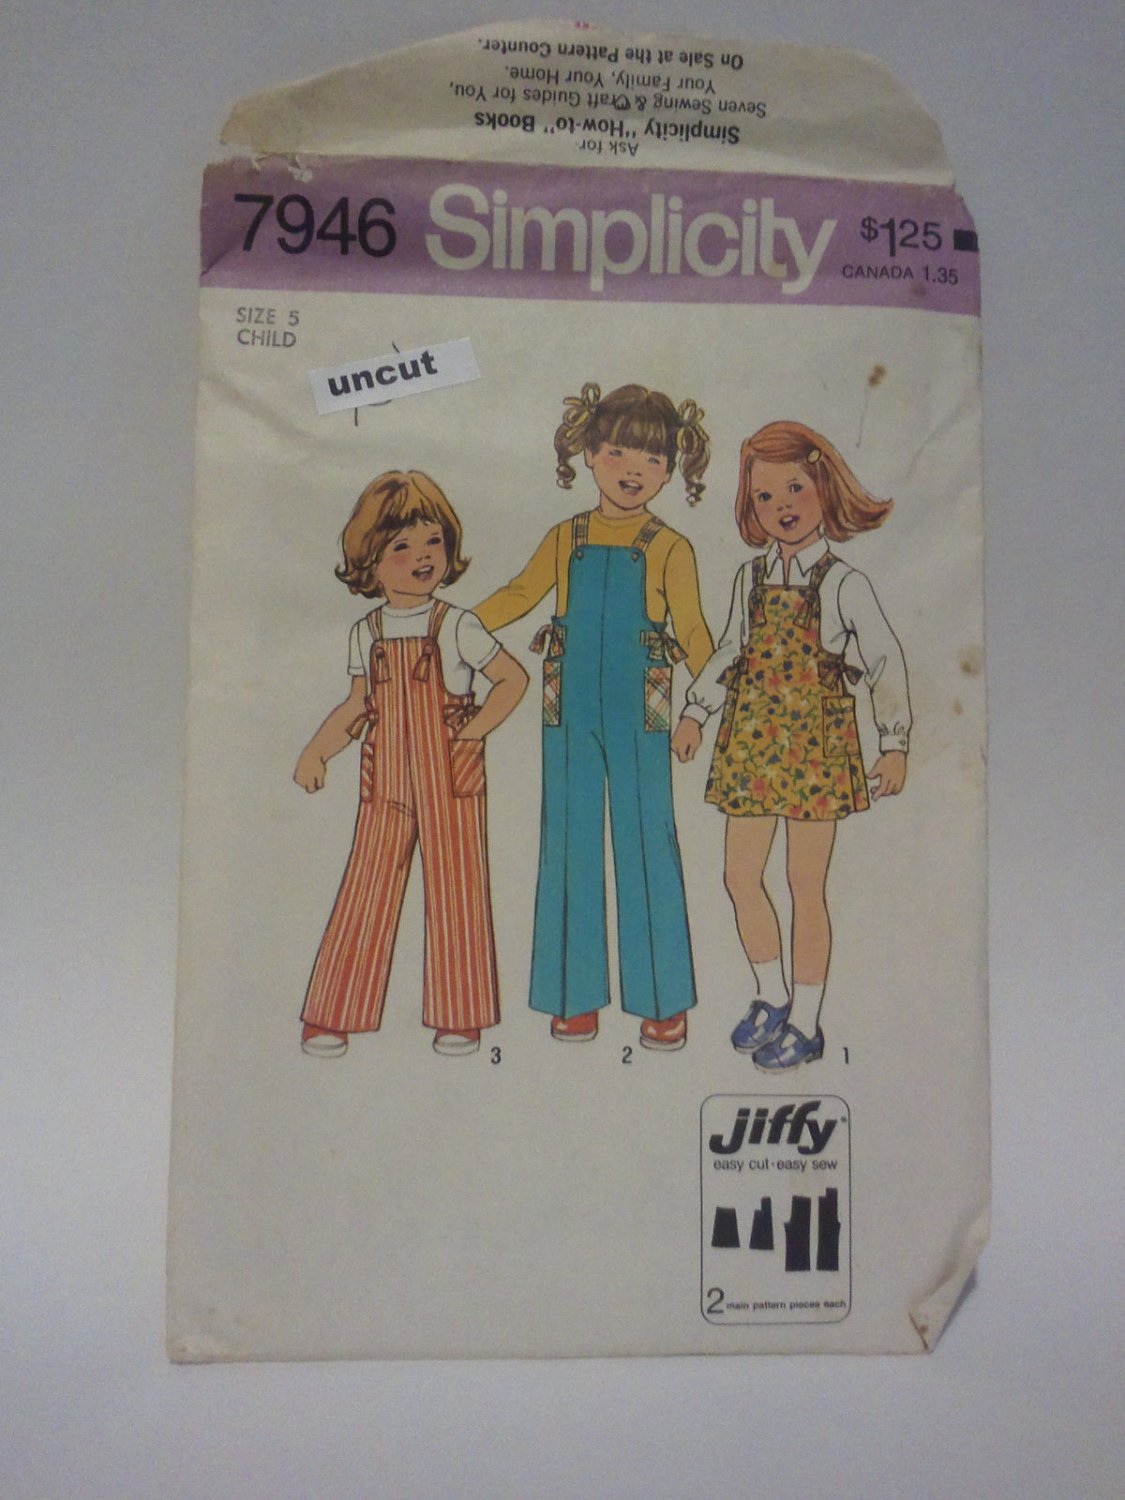 Ask for
Simplicity "How-to" Books
Seven Sewing & Craft Guides for You,
Your Family, Your Home.
On Sale at the Pattern Counter.
7946 Simplicity $1.25
CANADA 1.35
SIZE 5
CHILD
uncut
3 2 1
jiffy
easy cut·easy sew
2 main pattern pieces each